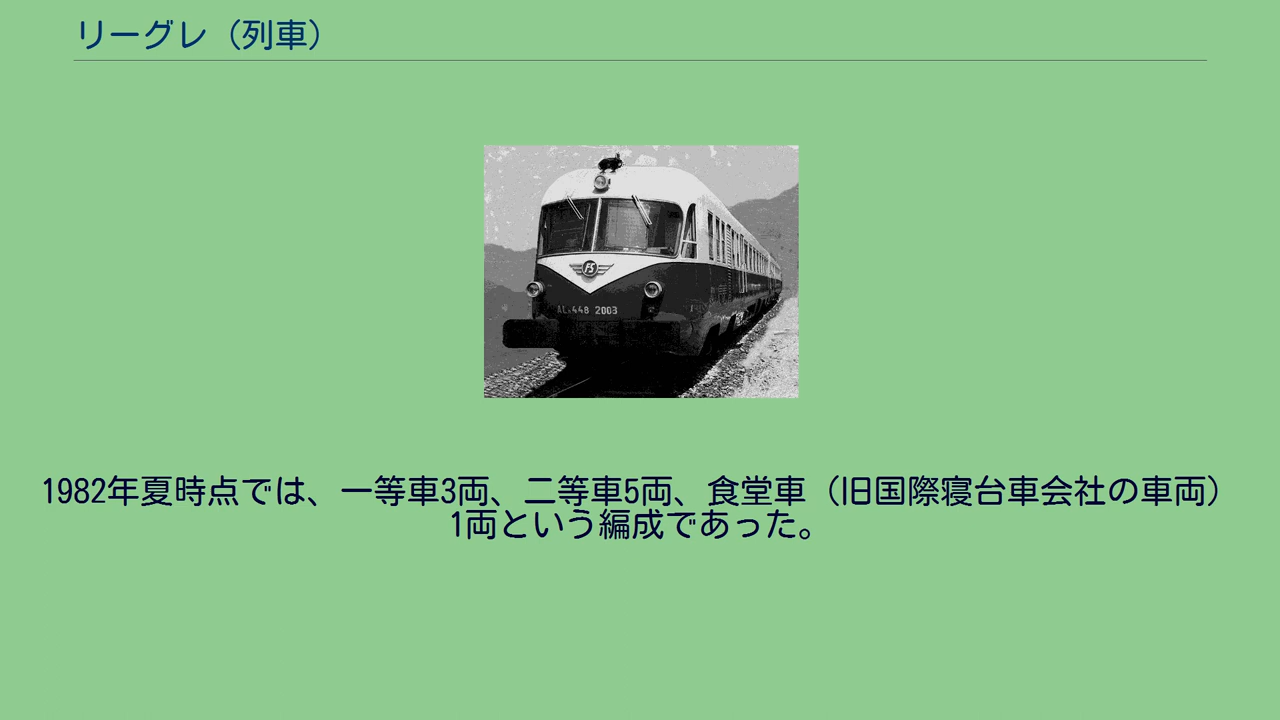 リーグレ（列車）
FS
ALn448 2003
1982年夏時点では、一等車3両、二等車5両、食堂車（旧国際寝台車会社の車両）
1両という編成であった。